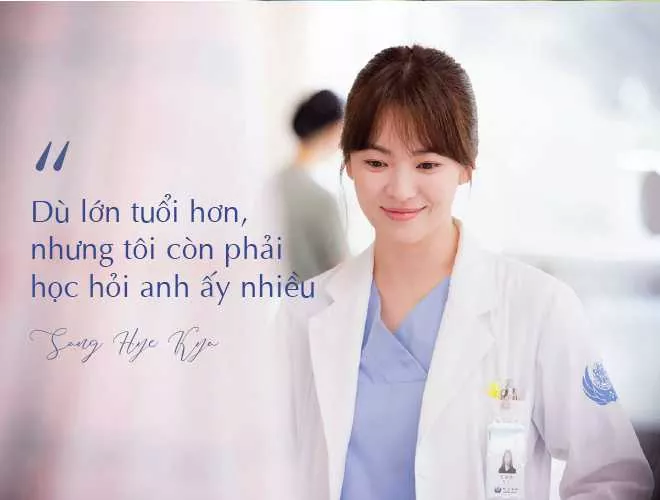 “
Dù lớn tuổi hơn,
nhưng tôi còn phải
học hỏi anh ấy nhiều
Song Hye Kyo